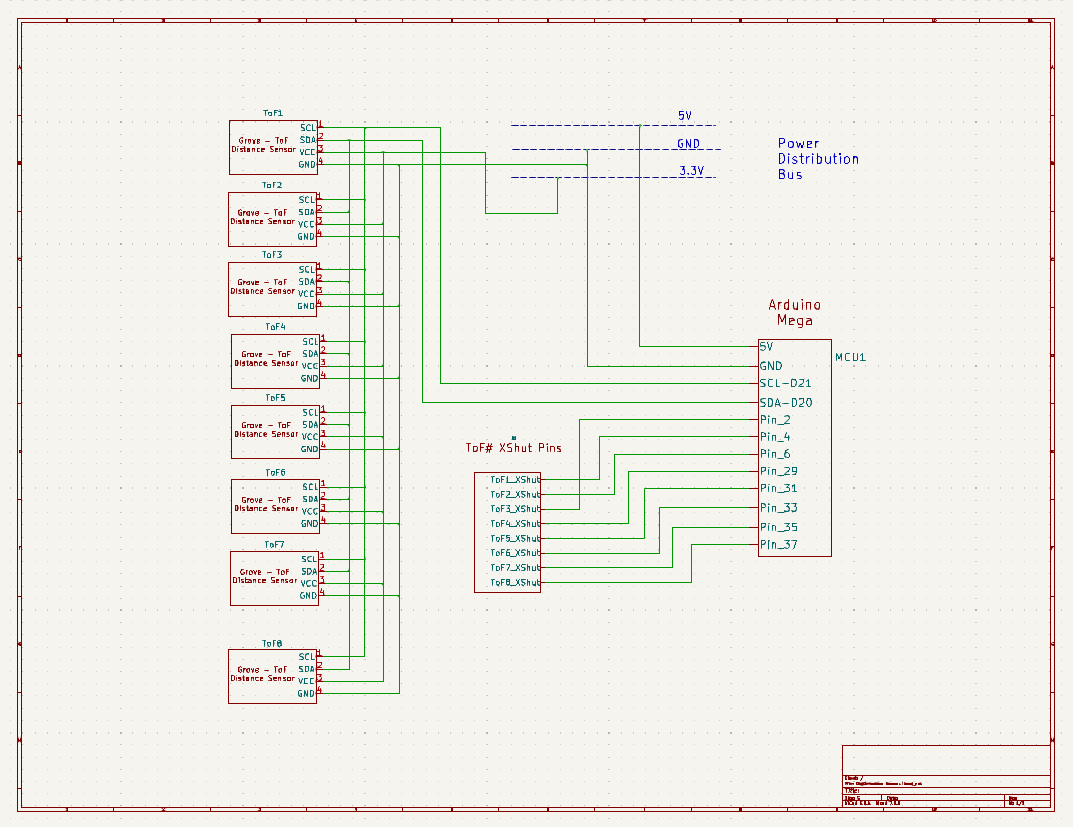 ToF1
Grove - ToF
Distance Sensor
SCL 1
SDA 2
VCC 3
GND 4
ToF2
Grove - ToF
Distance Sensor
SCL 1
SDA 2
VCC 3
GND 4
ToF3
Grove - ToF
Distance Sensor
SCL 1
SDA 2
VCC 3
GND 4
ToF4
Grove - ToF
Distance Sensor
SCL 1
SDA 2
VCC 3
GND 4
ToF5
Grove - ToF
Distance Sensor
SCL 1
SDA 2
VCC 3
GND 4
ToF6
Grove - ToF
Distance Sensor
SCL 1
SDA 2
VCC 3
GND 4
ToF7
Grove - ToF
Distance Sensor
SCL 1
SDA 2
VCC 3
GND 4
ToF8
Grove - ToF
Distance Sensor
SCL 1
SDA 2
VCC 3
GND 4
5V
GND
3.3V
Power
Distribution
Bus
Arduino
Mega
MCU1
5V
GND
SCL-D21
SDA-D20
Pin_2
Pin_4
Pin_6
Pin_29
Pin_31
Pin_33
Pin_35
Pin_37
ToF# XShut Pins
ToF1_XShut
ToF2_XShut
ToF3_XShut
ToF4_XShut
ToF5_XShut
ToF6_XShut
ToF7_XShut
ToF8_XShut
Title: